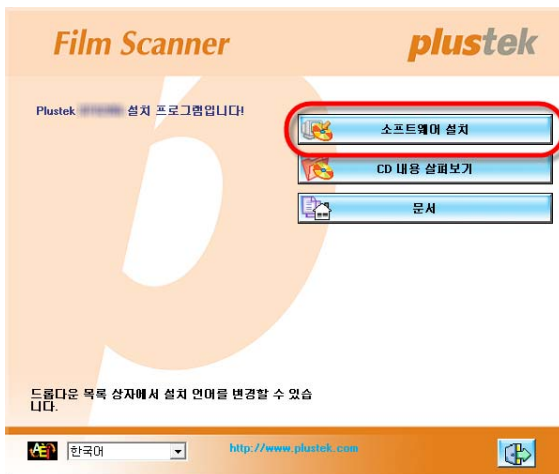 Film Scanner
plustek
Plustek 설치 프로그램입니다!
소프트웨어 설치
CD 내용 살펴보기
문서
드롭다운 목록 상자에서 설치 언어를 변경할 수 있습
니다.
한국어
http://www.plustek.com